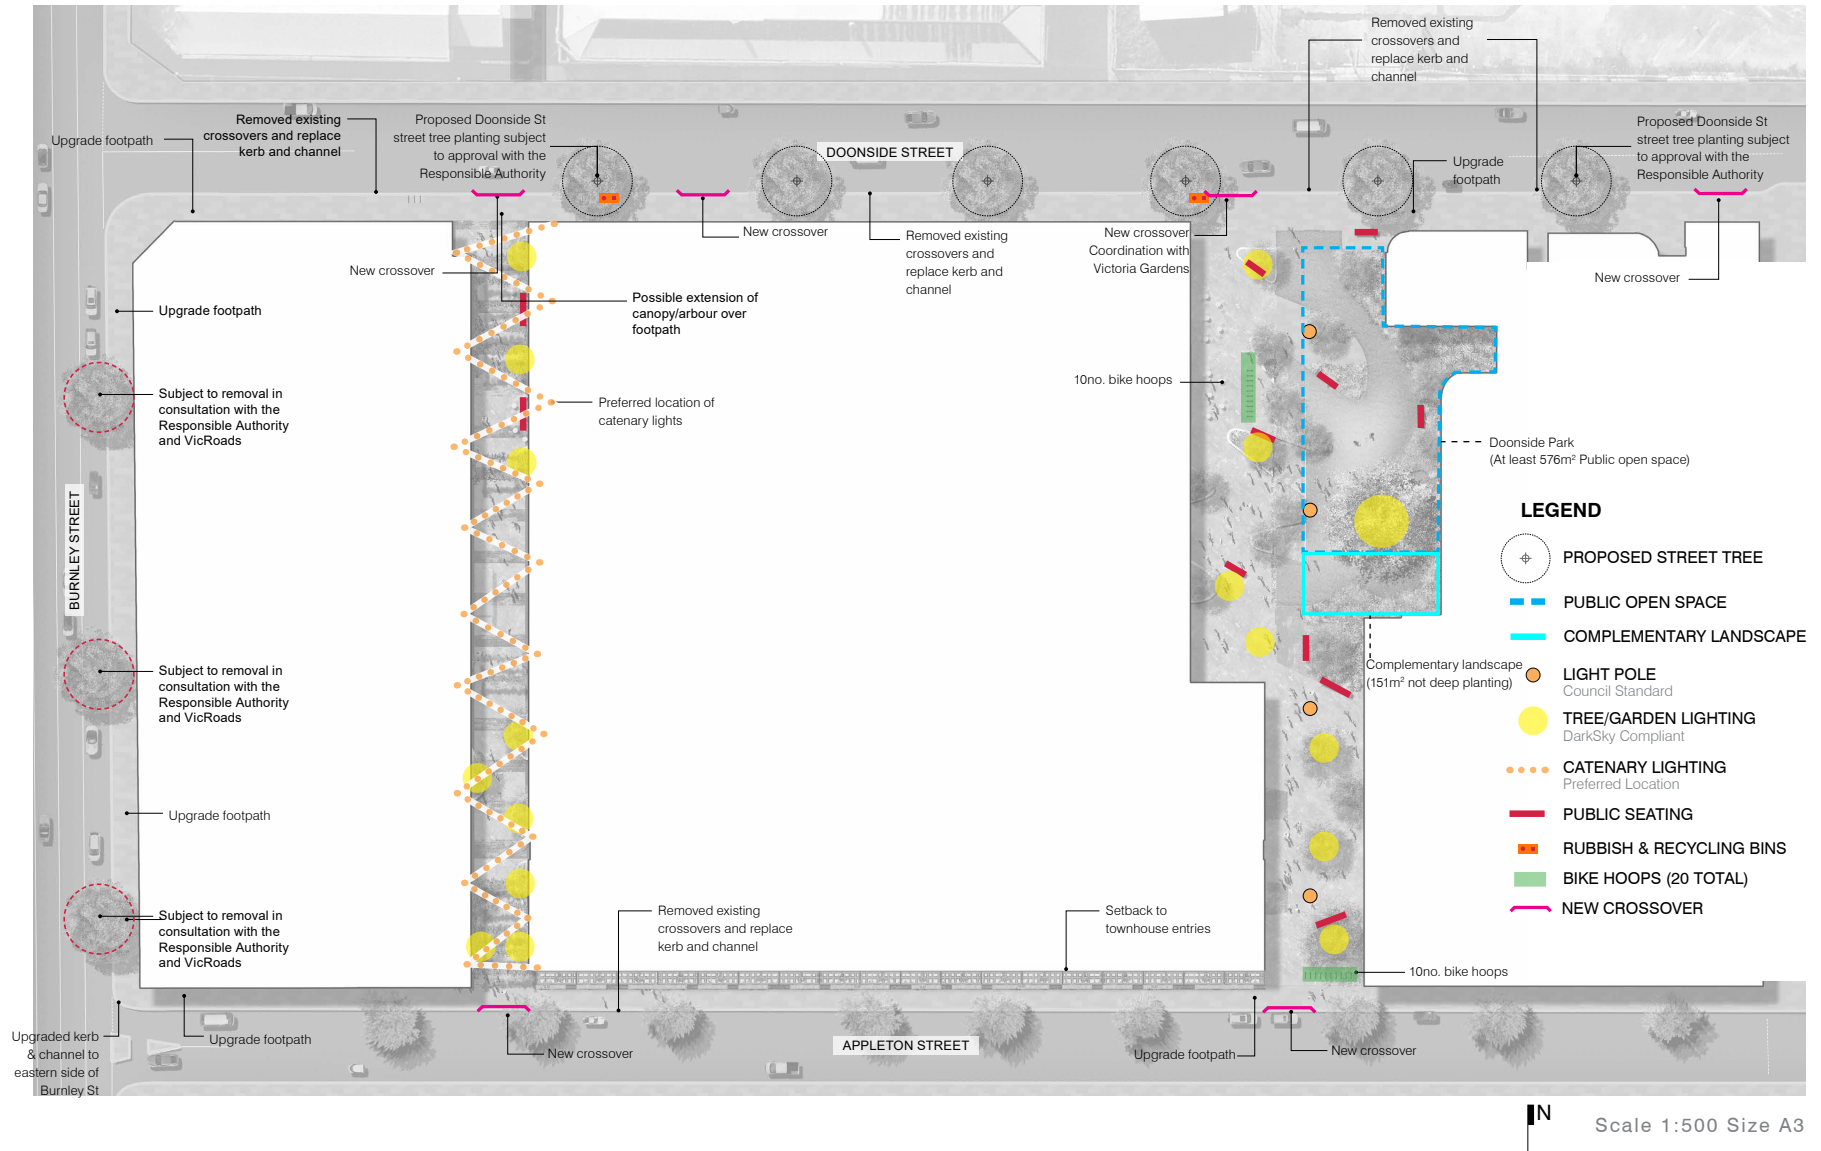 Removed existing
crossovers and
replace kerb and
channel
Upgrade footpath
Removed existing
crossovers and replace
kerb and channel
Proposed Doonside St
street tree planting subject
to approval with the
Responsible Authority
DOONSIDE STREET
Upgrade
footpath
Proposed Doonside St
street tree planting subject
to approval with the
Responsible Authority
New crossover
New crossover
Removed existing
crossovers and
replace kerb and
channel
New crossover
Coordination with
Victoria Gardens
New crossover
Upgrade footpath
Possible extension of
canopy/arbour over
footpath
Subject to removal in
consultation with the
Responsible Authority
and VicRoads
Preferred location of
catenary lights
10no. bike hoops
Doonside Park
(At least 576m² Public open space)
BURNLEY STREET
LEGEND
PROPOSED STREET TREE
PUBLIC OPEN SPACE
COMPLEMENTARY LANDSCAPE
LIGHT POLE
Council Standard
TREE/GARDEN LIGHTING
DarkSky Compliant
CATENARY LIGHTING
Preferred Location
PUBLIC SEATING
RUBBISH & RECYCLING BINS
BIKE HOOPS (20 TOTAL)
NEW CROSSOVER
Complementary landscape
(151m² not deep planting)
Subject to removal in
consultation with the
Responsible Authority
and VicRoads
Upgrade footpath
Subject to removal in
consultation with the
Responsible Authority
and VicRoads
Removed existing
crossovers and replace
kerb and channel
Setback to
townhouse entries
10no. bike hoops
Upgraded kerb
& channel to
eastern side of
Burnley St
Upgrade footpath
New crossover
APPLETON STREET
Upgrade footpath
New crossover
N
Scale 1:500 Size A3